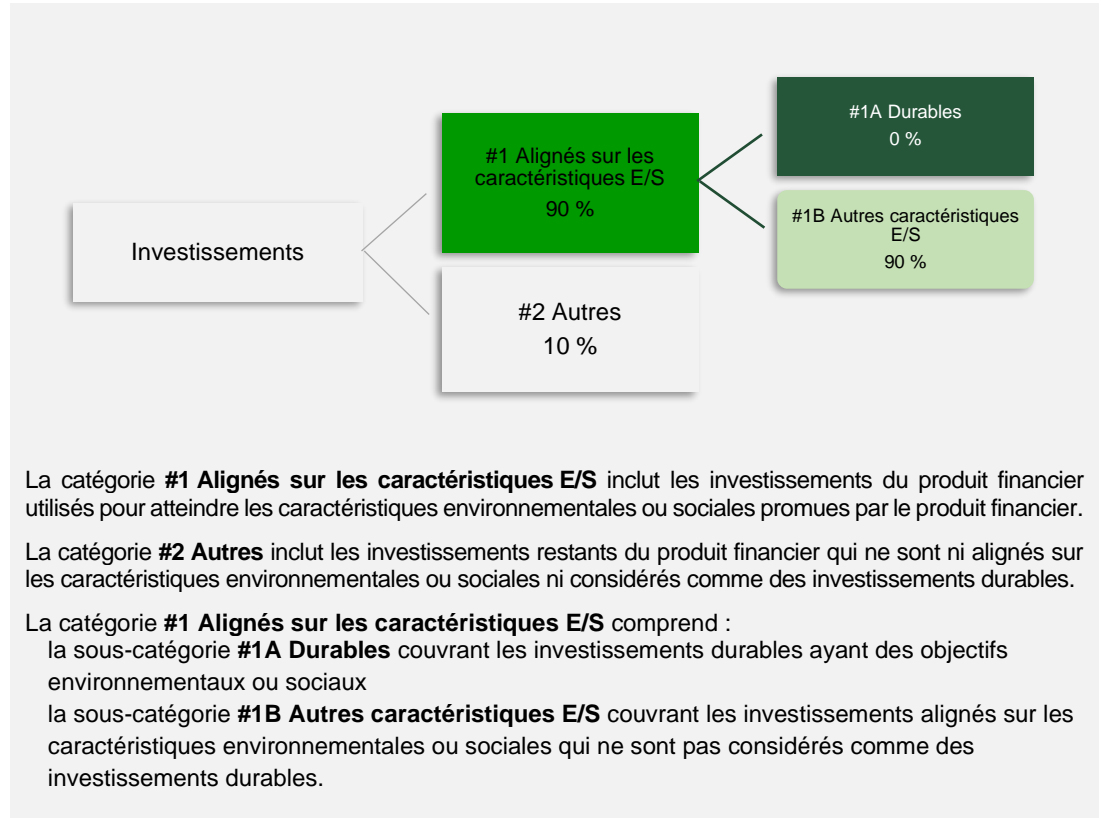 #1A Durables
0 %
#1 Alignés sur les
caractéristiques E/S
90 %
#1B Autres caractéristiques
E/S
90 %
Investissements
#2 Autres
10 %
La catégorie #1 Alignés sur les caractéristiques E/S inclut les investissements du produit financier
utilisés pour atteindre les caractéristiques environnementales ou sociales promues par le produit financier.
La catégorie #2 Autres inclut les investissements restants du produit financier qui ne sont ni alignés sur
les caractéristiques environnementales ou sociales ni considérés comme des investissements durables.
La catégorie #1 Alignés sur les caractéristiques E/S comprend :
la sous-catégorie #1A Durables couvrant les investissements durables ayant des objectifs
environnementaux ou sociaux
la sous-catégorie #1B Autres caractéristiques E/S couvrant les investissements alignés sur les
caractéristiques environnementales ou sociales qui ne sont pas considérés comme des
investissements durables.